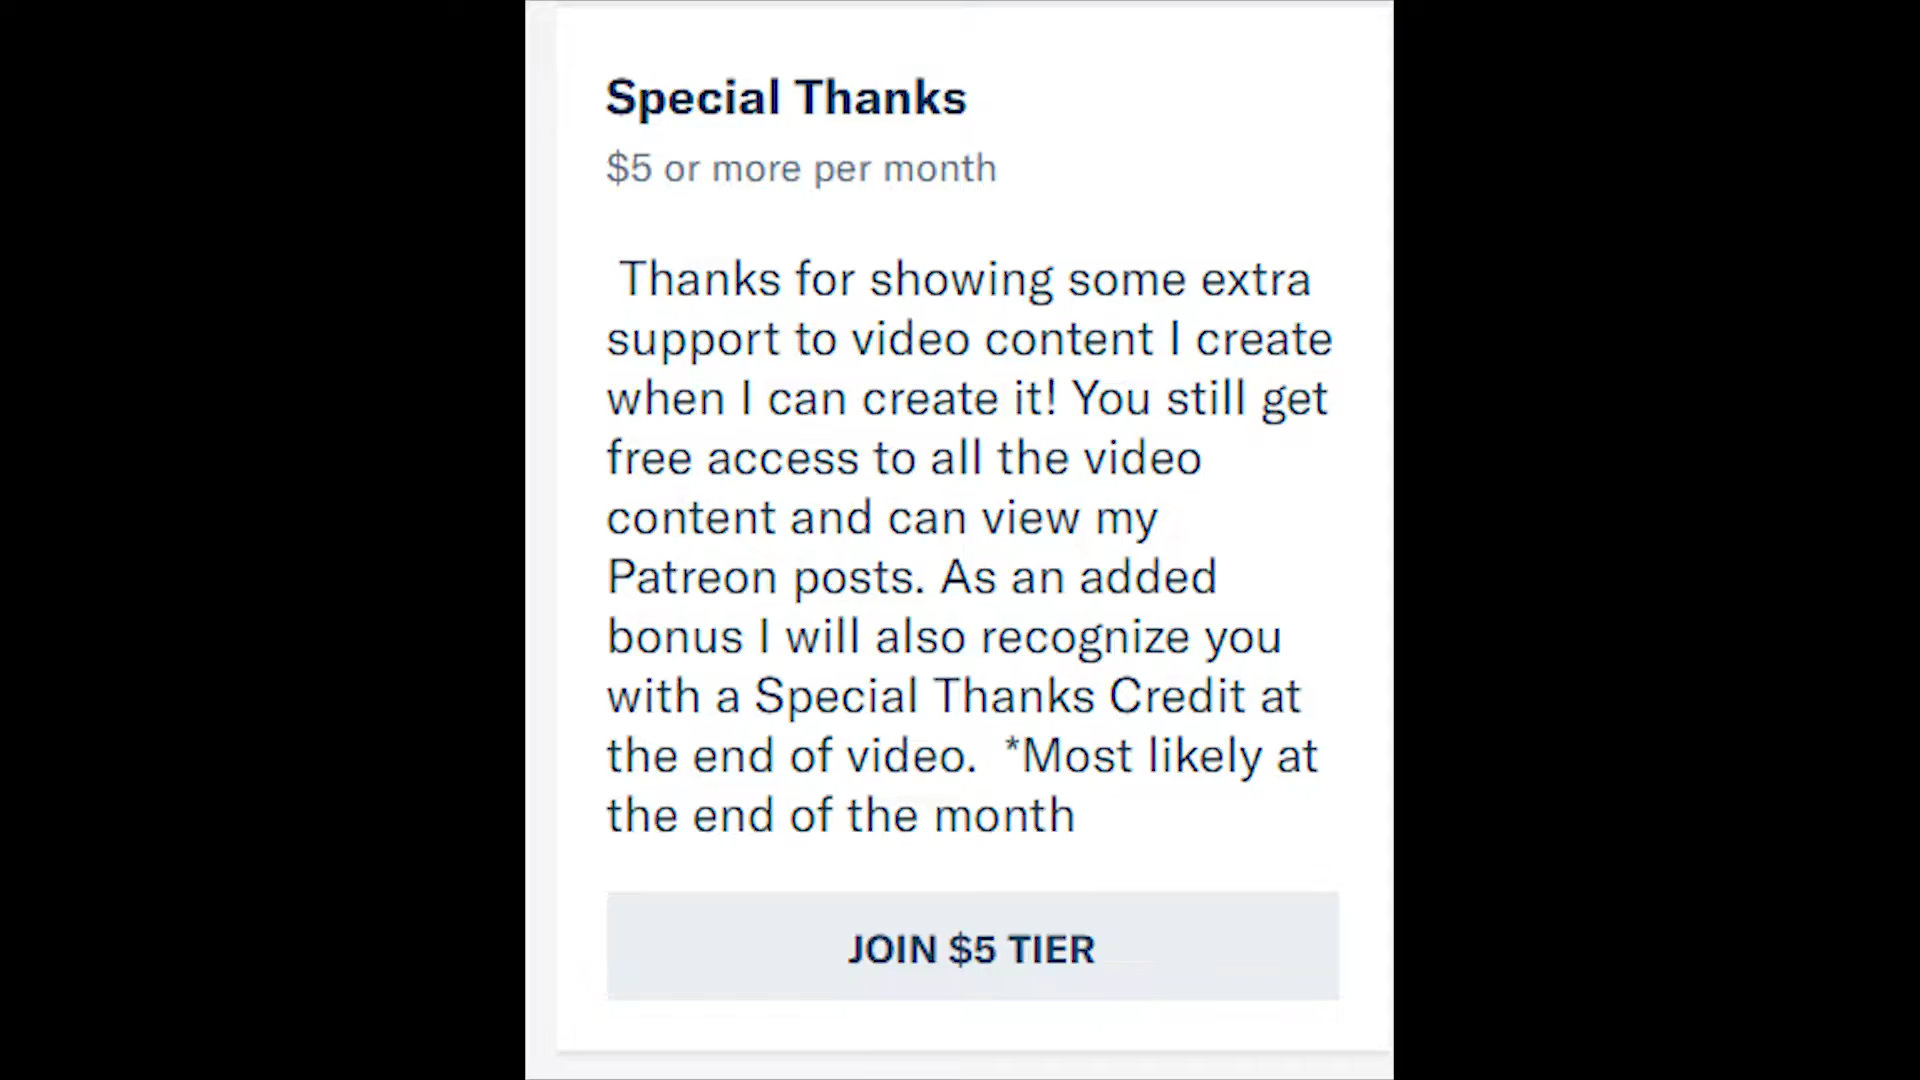 Special Thanks
$5 or more per month
Thanks for showing some extra
support to video content I create
when I can create it! You still get
free access to all the video
content and can view my
Patreon posts. As an added
bonus I will also recognize you
with a Special Thanks Credit at
the end of video.  *Most likely at
the end of the month
JOIN $5 TIER